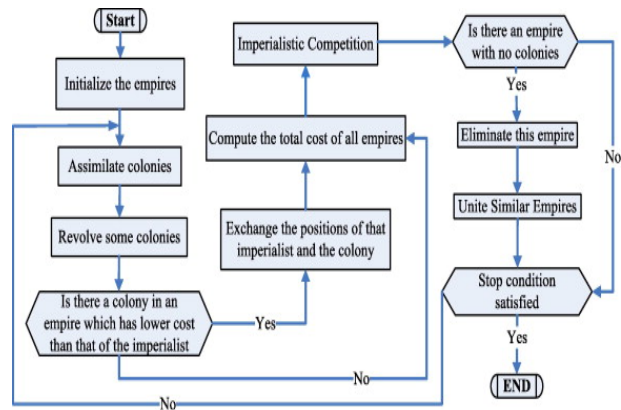 Start
Initialize the empires
Assimilate colonies
Revolve some colonies
Is there a colony in an
empire which has lower cost
than that of the imperialist
Yes
No
Exchange the positions of that
imperialist and the colony
Compute the total cost of all empires
Imperialistic Competition
Is there an empire
with no colonies
Yes
No
Eliminate this empire
Unite Similar Empires
Stop condition
satisfied
Yes
No
END